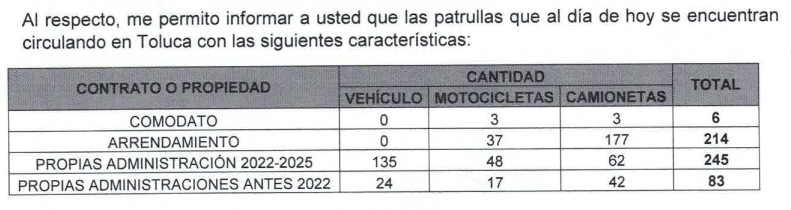 Al respecto, me permito informar a usted que las patrullas que al día de hoy se encuentran
circulando en Toluca con las siguientes características:
CONTRATO O PROPIEDAD CANTIDAD TOTAL
VEHÍCULO MOTOCICLETAS CAMIONETAS
COMODATO 0 3 3 6
ARRENDAMIENTO 0 37 177 214
PROPIAS ADMINISTRACIÓN 2022-2025 135 48 62 245
PROPIAS ADMINISTRACIONES ANTES 2022 24 17 42 83